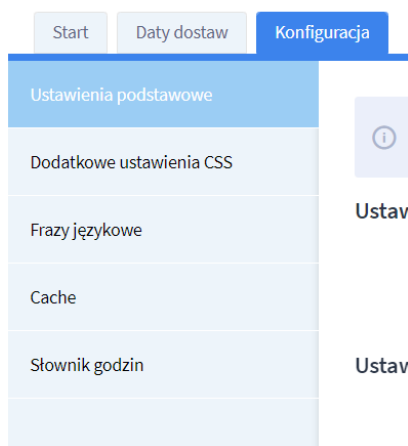 Start Daty dostaw Konfiguracja
Ustawienia podstawowe
Dodatkowe ustawienia CSS
Frazy językowe
Cache
Słownik godzin